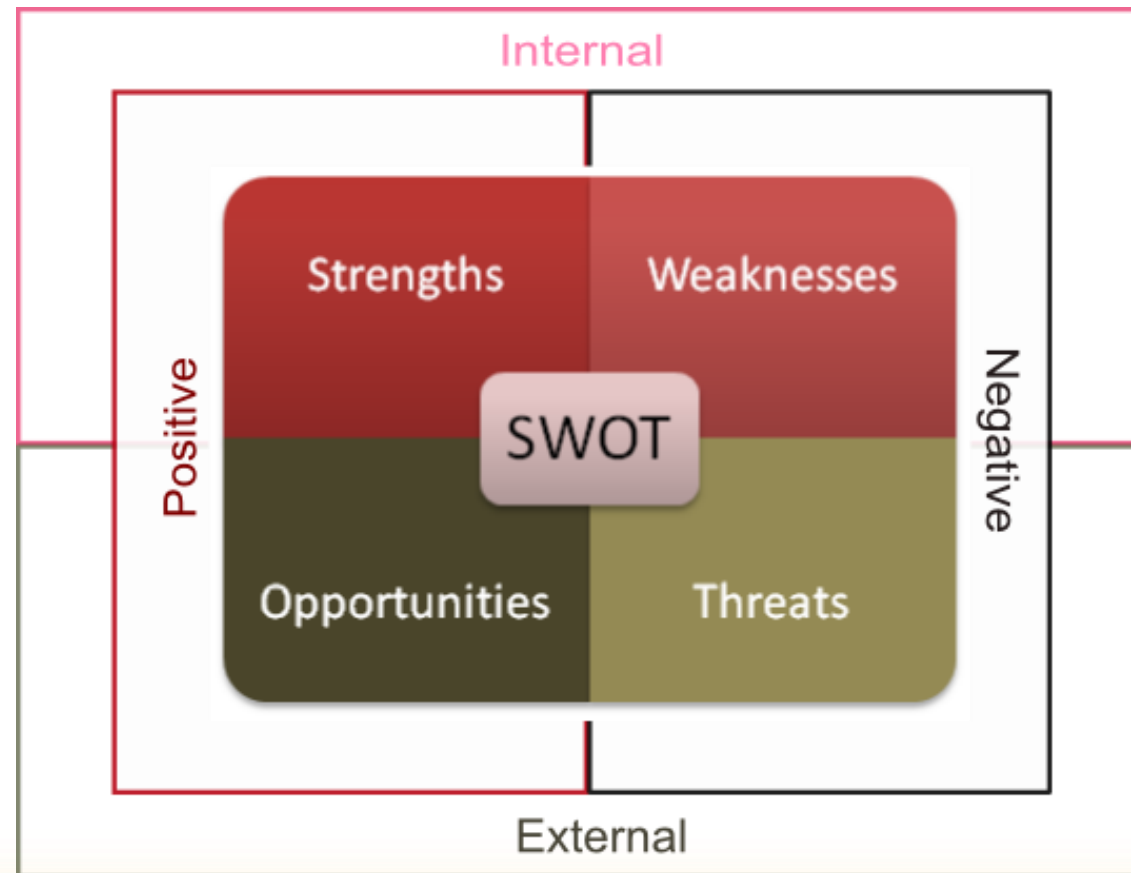 Internal
Strengths
Weaknesses
Positive
SWOT
Negative
Opportunities
Threats
External